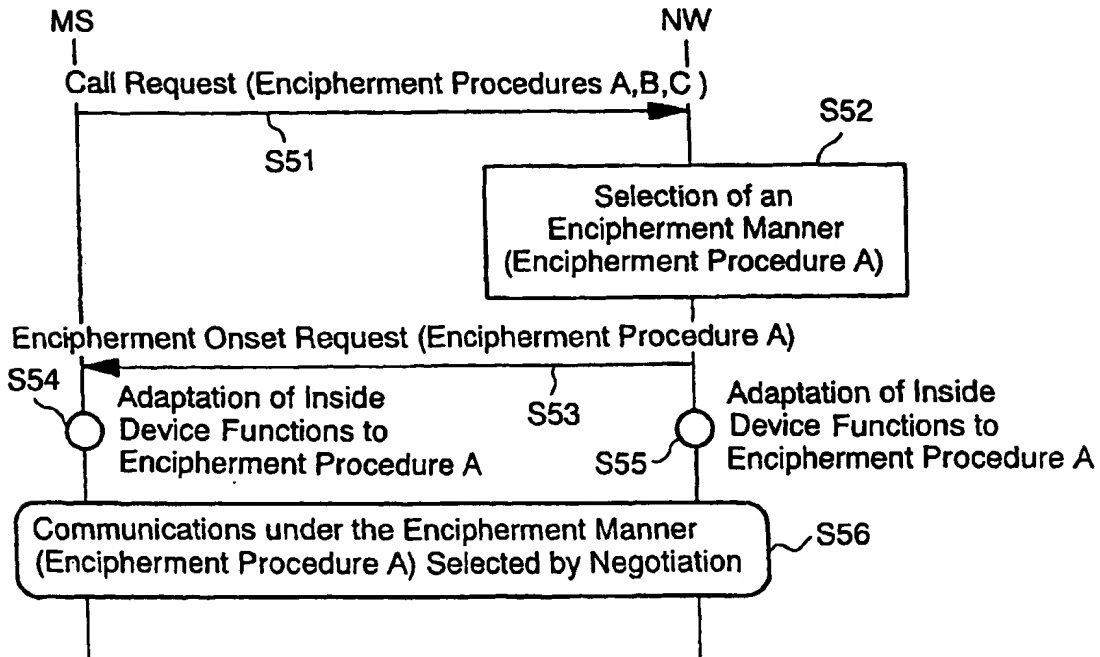 MS
NW
Call Request (Encipherment Procedures A,B,C )
S51
S52
Selection of an
Encipherment Manner
(Encipherment Procedure A)
Encipherment Onset Request (Encipherment Procedure A)
S53
S54
Adaptation of Inside
Device Functions to
Encipherment Procedure A
S55
Adaptation of Inside
Device Functions to
Encipherment Procedure A
Communications under the Encipherment Manner
(Encipherment Procedure A) Selected by Negotiation
S56